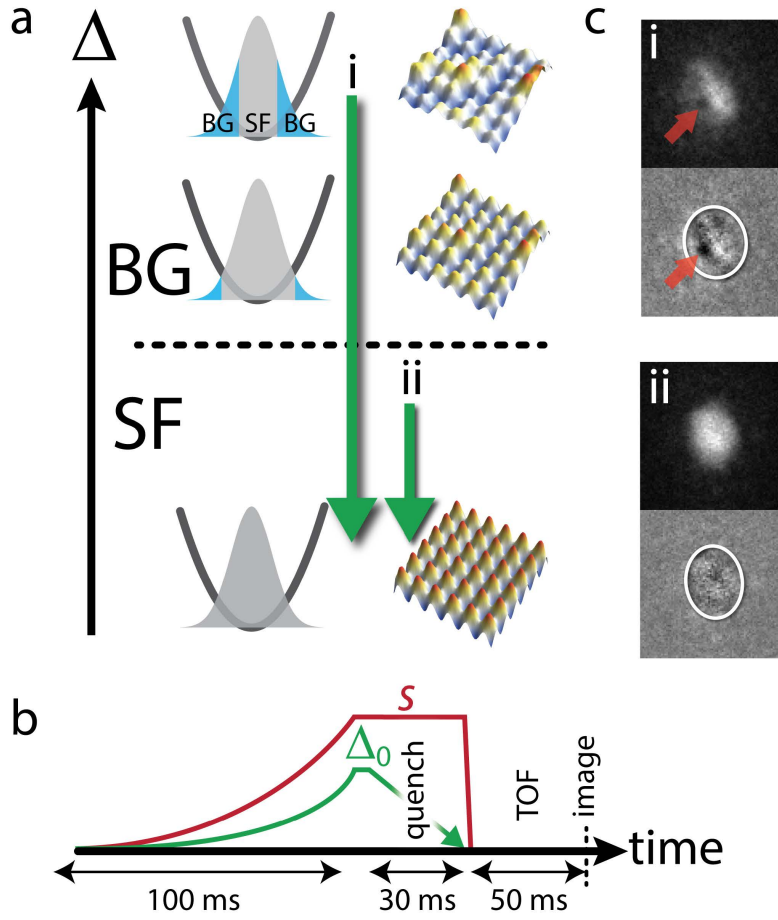 a
Δ
BG SF BG
i
BG
SF
ii
c
i
ii
b
s
Δ0
quench
TOF
image
time
100 ms
30 ms
50 ms